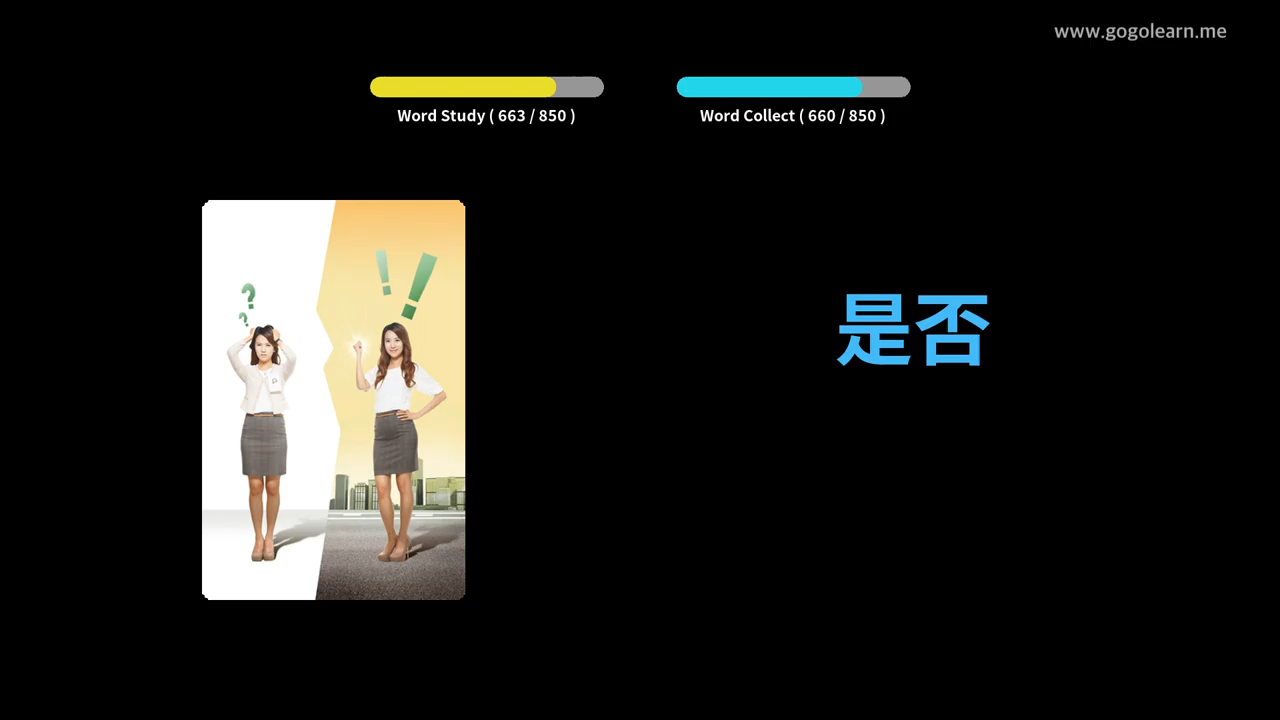 www.gogolearn.me
Word Study ( 663 / 850 )
Word Collect ( 660 / 850 )
? ?
! !
是否